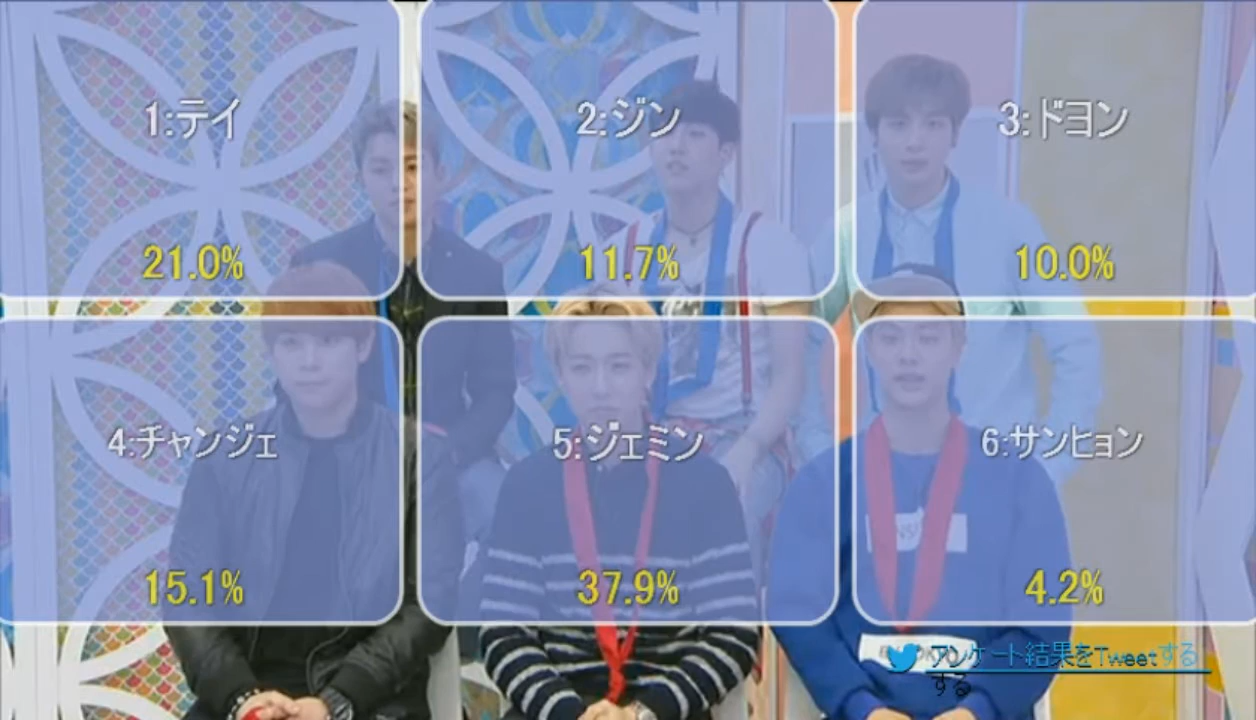 1:テイ
21.0%
2:ジン
11.7%
3:ドヨン
10.0%
4:チャンジェ
15.1%
5:ジェミン
37.9%
6:サンヒョン
4.2%
アンケート結果をTweetする
する